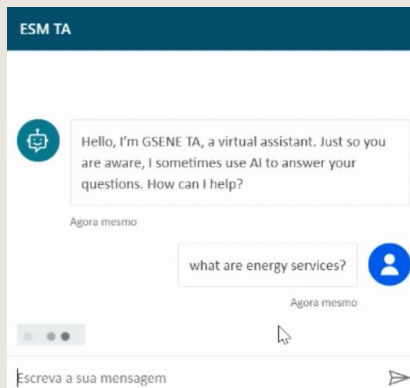 ESM TA
Hello, I'm GSENE TA, a virtual assistant. Just so you
are aware, I sometimes use AI to answer your
questions. How can I help?
Agora mesmo
what are energy services?
Agora mesmo
Escreva a sua mensagem